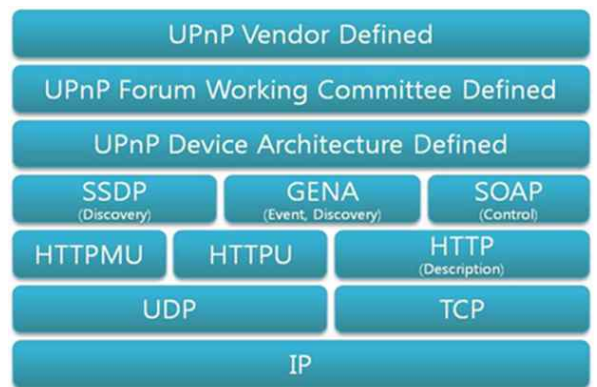 UPnP Vendor Defined
UPnP Forum Working Committee Defined
UPnP Device Architecture Defined
SSDP
(Discovery)
GENA
(Event, Discovery)
SOAP
(Control)
HTTPMU
HTTPU
HTTP
(Description)
UDP
TCP
IP